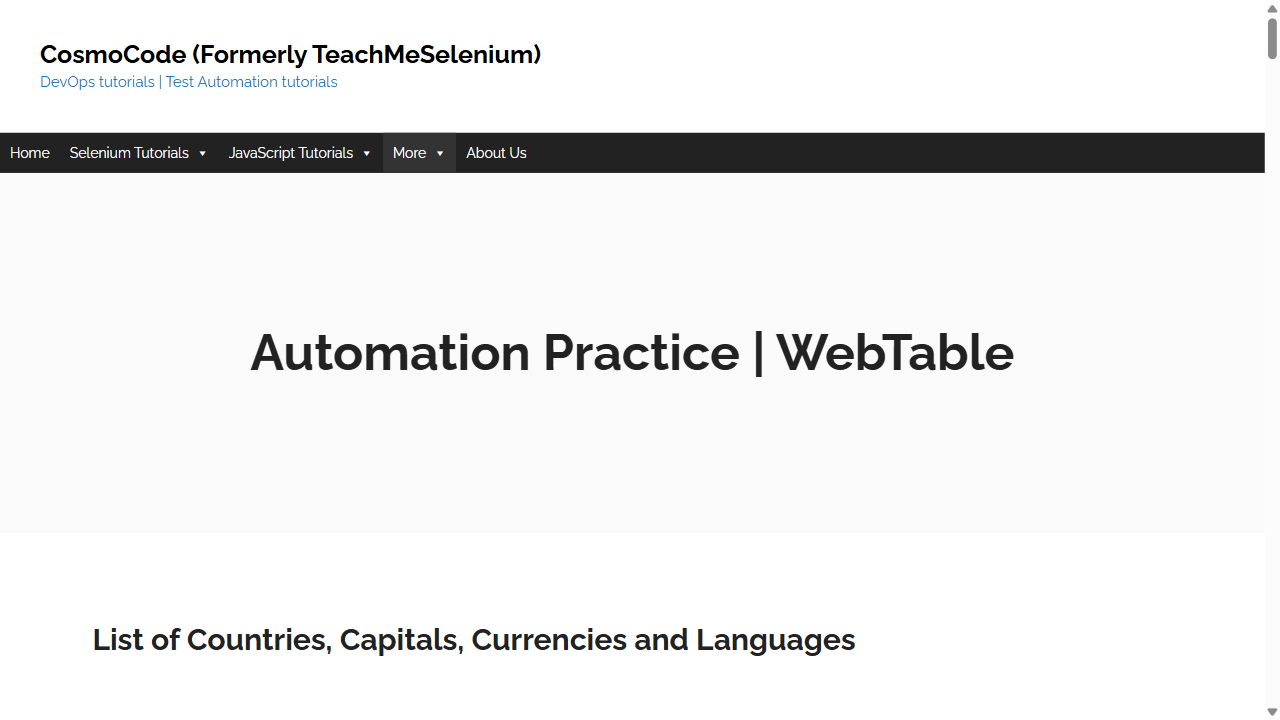 CosmoCode (Formerly TeachMeSelenium)
DevOps tutorials | Test Automation tutorials
Home Selenium Tutorials JavaScript Tutorials More About Us
Automation Practice | WebTable
List of Countries, Capitals, Currencies and Languages